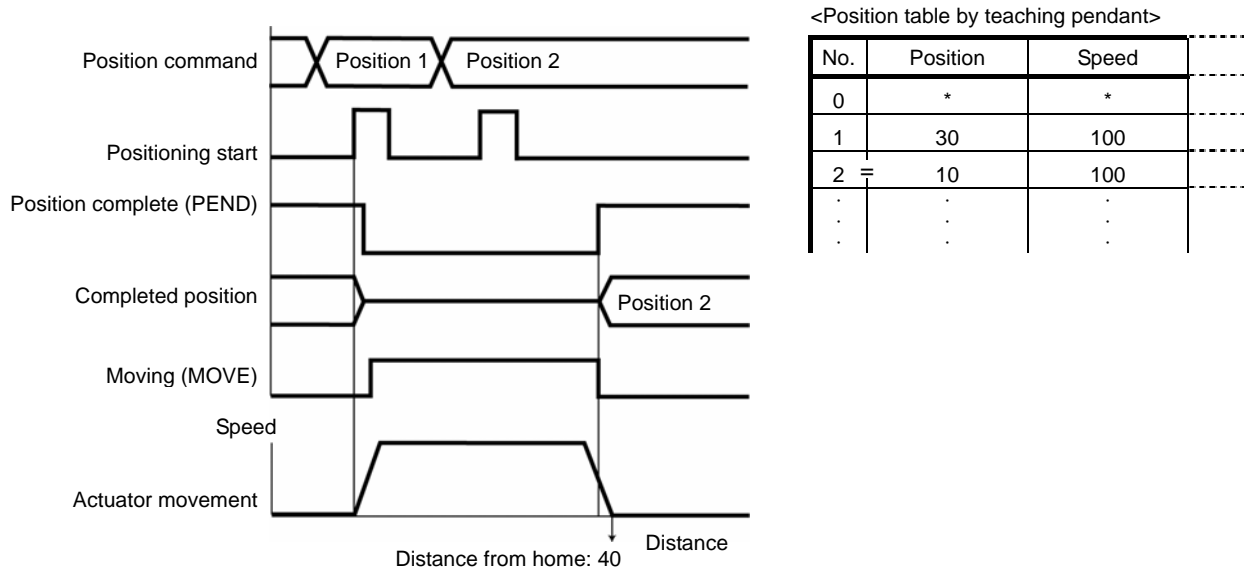 Position command
Position 1
Position 2
Positioning start
Position complete (PEND)
Completed position
Position 2
Moving (MOVE)
Speed
Actuator movement
Distance
Distance from home: 40
<Position table by teaching pendant>
No. Position Speed
0 * *
1 30 100
2 = 10 100
. . .
. . .
. . .